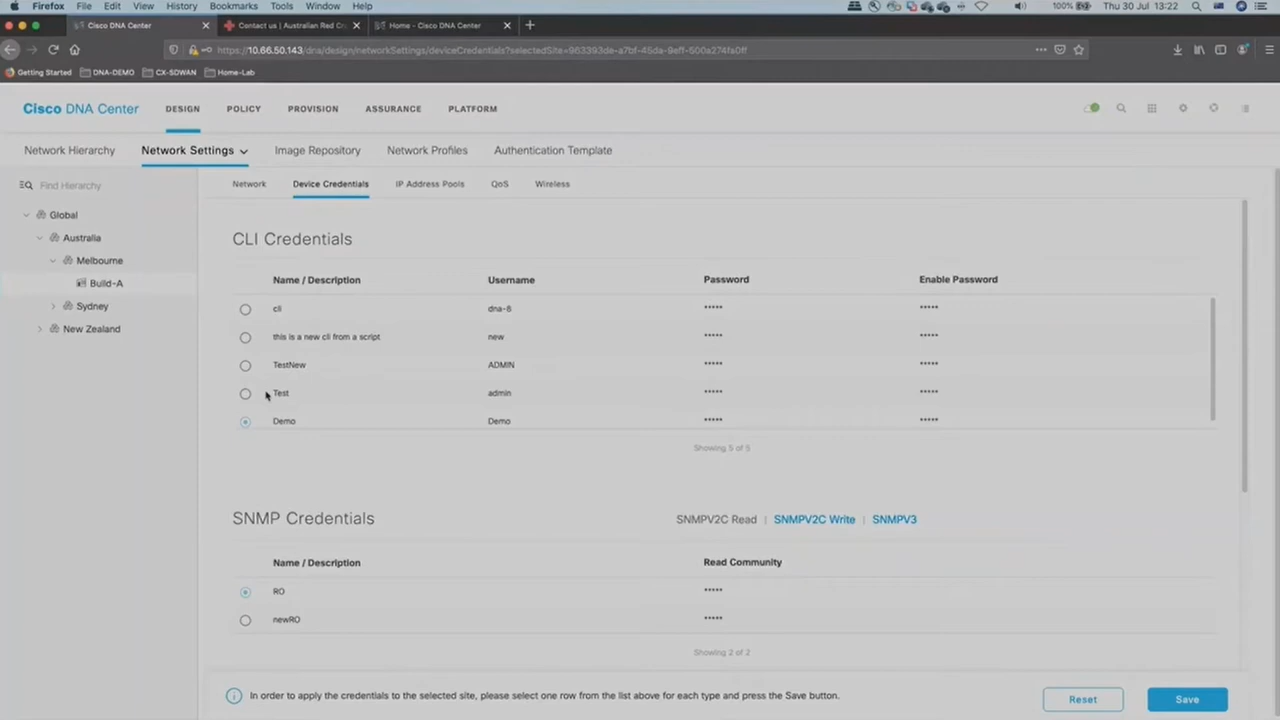 Firefox File Edit View History Bookmarks Tools Window Help 100% Thu 30 Jul 13:22
Cisco DNA Center Contact us | Australian Red Cr Home - Cisco DNA Center
https://10.66.50.143/dna/design/networkSettings/deviceCredentials?selectedSite=963393de-a7bf-45da-9eff-500a274fa0ff
Getting Started DNA-DEMO CX-SDWAN Home-Lab
Cisco DNA Center DESIGN POLICY PROVISION ASSURANCE PLATFORM
Network Hierarchy Network Settings Image Repository Network Profiles Authentication Template
Find Hierarchy
Global
Australia
Melbourne
Build-A
Sydney
New Zealand
Network Device Credentials IP Address Pools QoS Wireless
CLI Credentials
Name / Description Username Password Enable Password
cli dna-8 ***** *****
this is a new cli from a script new ***** *****
TestNew ADMIN ***** *****
Test admin ***** *****
Demo Demo ***** *****
Showing 5 of 5
SNMP Credentials SNMPV2C Read | SNMPV2C Write | SNMPV3
Name / Description Read Community
RO *****
newRO *****
Showing 2 of 2
In order to apply the credentials to the selected site, please select one row from the list above for each type and press the Save button.
Reset Save